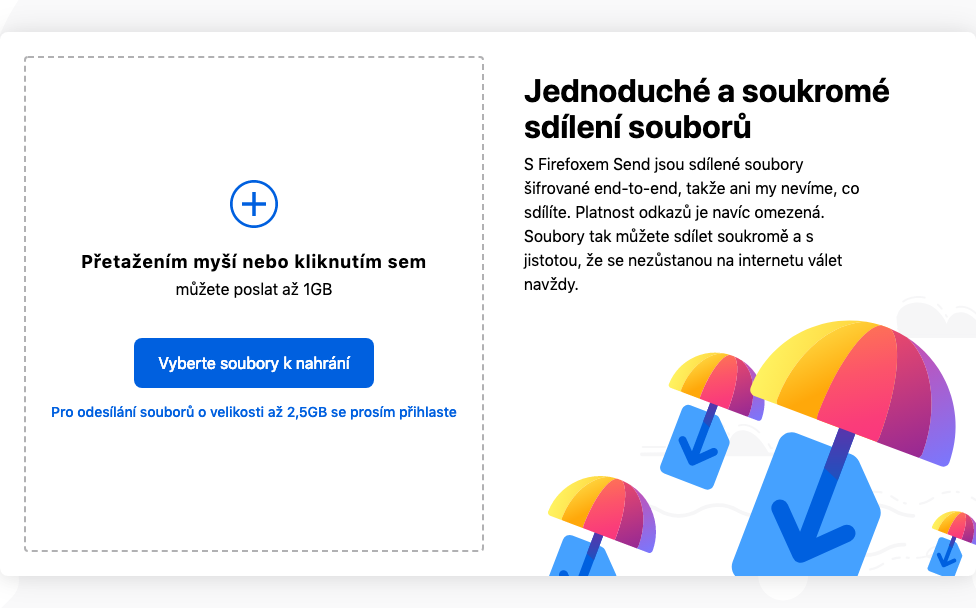 Přetažením myší nebo kliknutím sem
můžete poslat až 1GB
Vyberte soubory k nahrání
Pro odesílání souborů o velikosti až 2,5GB se prosím přihlaste
Jednoduché a soukromé
sdílení souborů
S Firefoxem Send jsou sdílené soubory
šifrované end-to-end, takže ani my nevíme, co
sdílíte. Platnost odkazů je navíc omezená.
Soubory tak můžete sdílet soukromě a s
jistotou, že se nezůstanou na internetu válet
navždy.